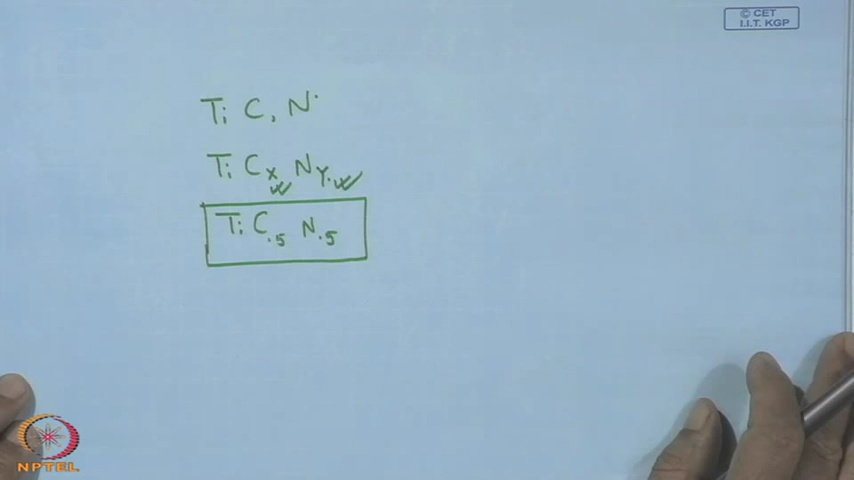 © CET
I.I.T. KGP
Ti C, N
Ti Cx Ny
Ti C.5 N.5
NPTEL